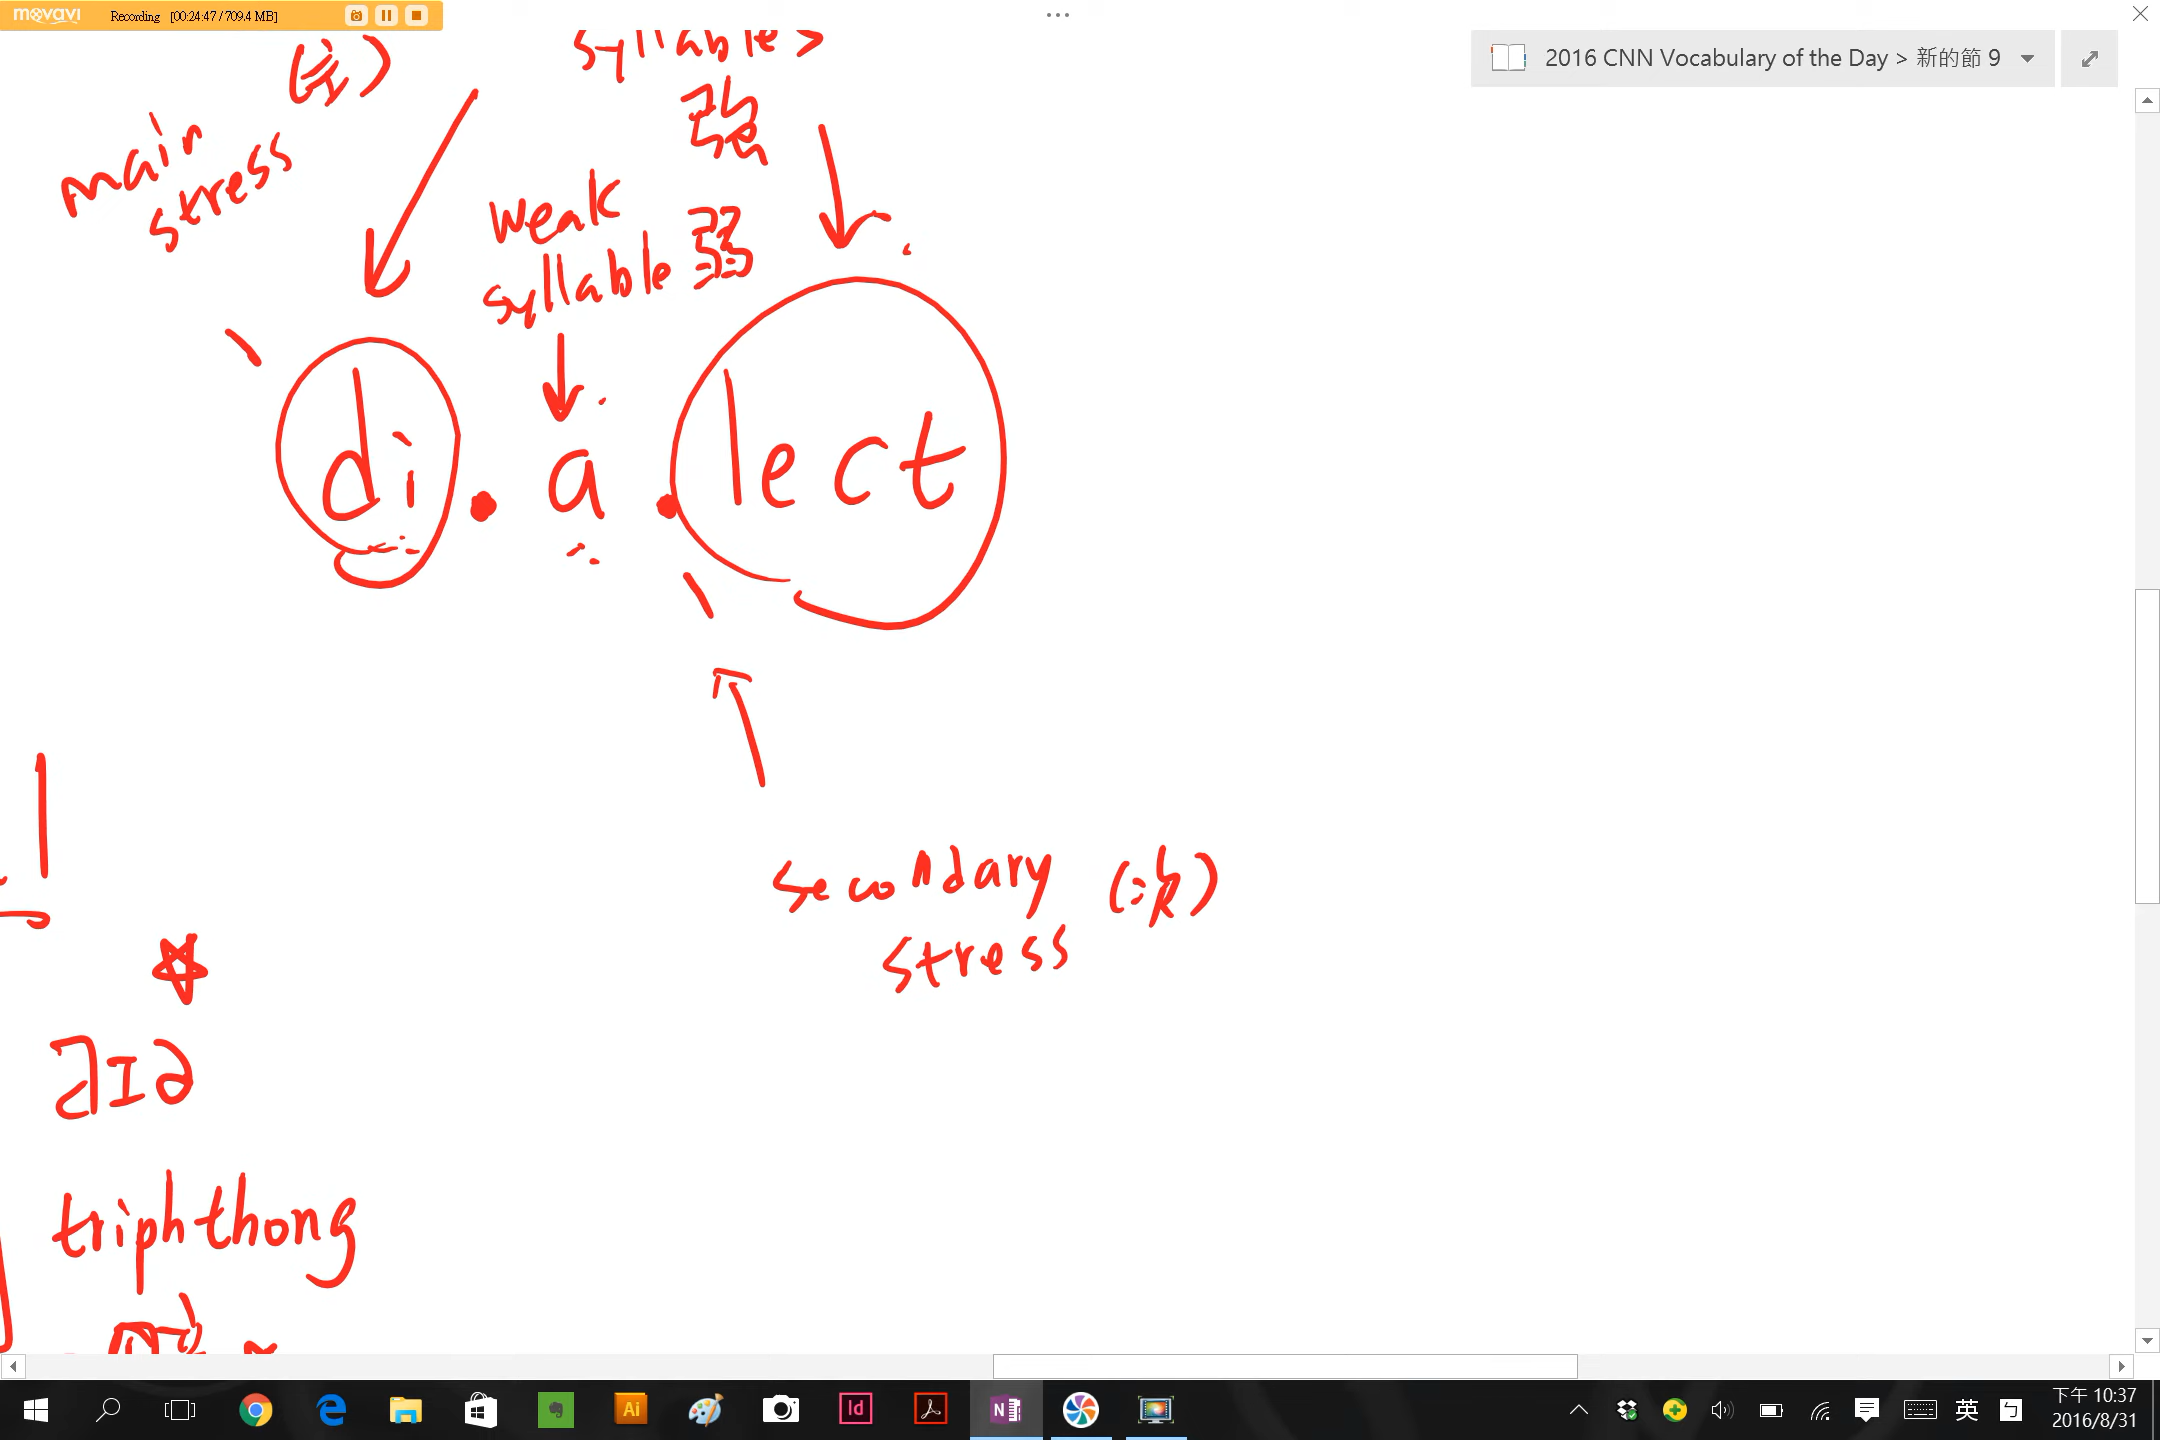 movavi Recording [00:24:47 / 709.4 MB]
2016 CNN Vocabulary of the Day > 新的節 9
syllables
強
(主)
main
stress
weak
syllable 弱
di · a · lect
secondary (次)
stress
aɪə
triphthong
下午 10:37
英
2016/8/31